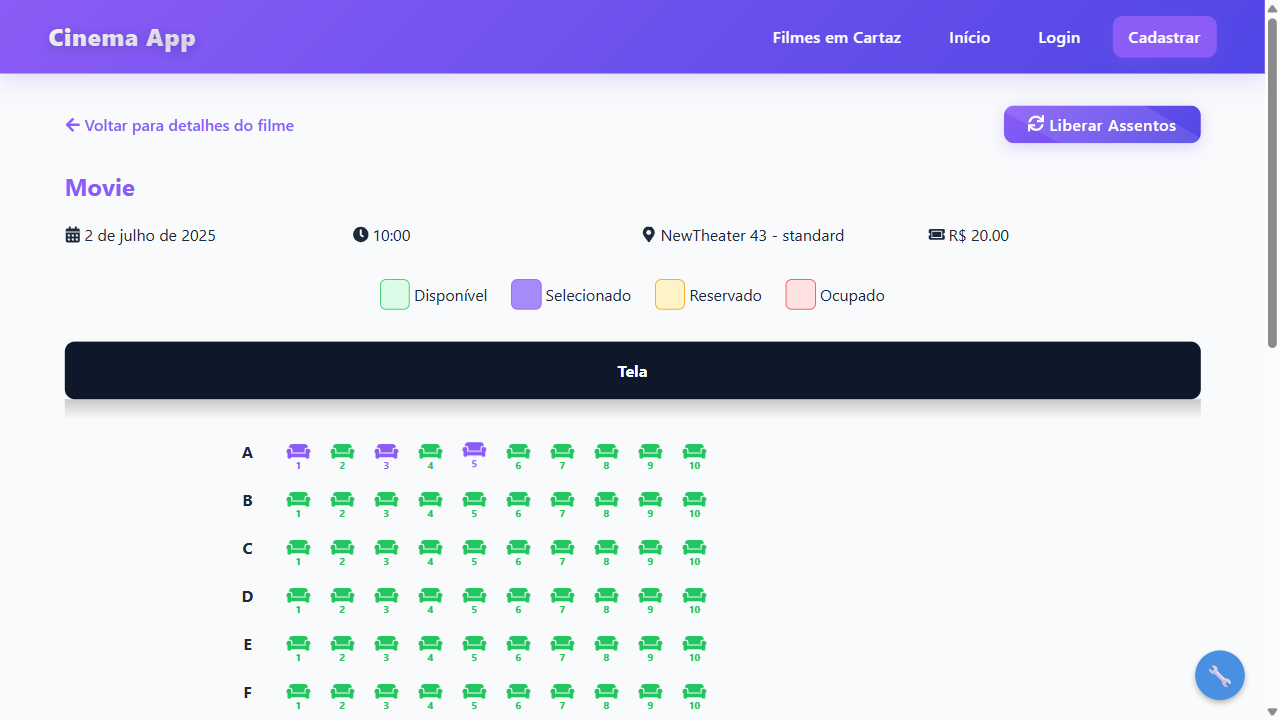 Cinema App
Filmes em Cartaz Início Login Cadastrar
Voltar para detalhes do filme
Liberar Assentos
Movie
2 de julho de 2025 10:00 NewTheater 43 - standard R$ 20.00
Disponível Selecionado Reservado Ocupado
Tela
A 1 2 3 4 5 6 7 8 9 10
B 1 2 3 4 5 6 7 8 9 10
C 1 2 3 4 5 6 7 8 9 10
D 1 2 3 4 5 6 7 8 9 10
E 1 2 3 4 5 6 7 8 9 10
F 1 2 3 4 5 6 7 8 9 10